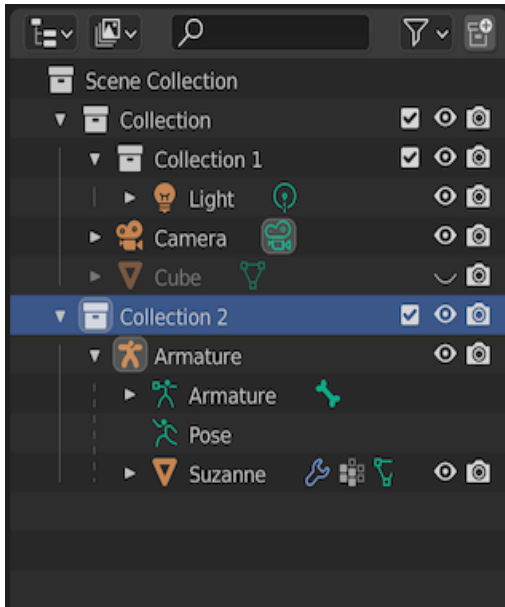 Scene Collection
Collection
Collection 1
Light
Camera
Cube
Collection 2
Armature
Armature
Pose
Suzanne